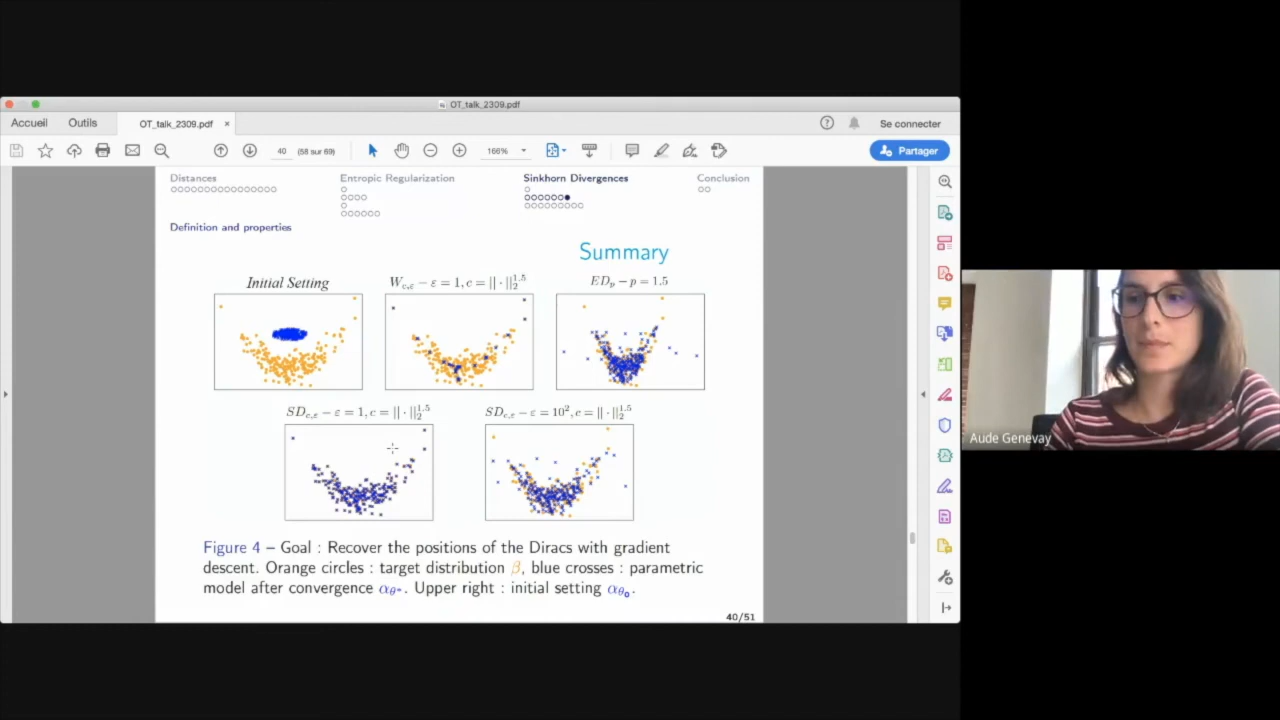 OT_talk_2309.pdf
Accueil Outils OT_talk_2309.pdf × Se connecter
40 (58 sur 69) 166% Partager
Distances Entropic Regularization Sinkhorn Divergences Conclusion
Definition and properties
Summary
Initial Setting W_{c,ε} − ε = 1, c = || · ||_2^{1.5} ED_p − p = 1.5
SD_{c,ε} − ε = 1, c = || · ||_2^{1.5} SD_{c,ε} − ε = 10^2, c = || · ||_2^{1.5}
Figure 4 – Goal : Recover the positions of the Diracs with gradient
descent. Orange circles : target distribution β, blue crosses : parametric
model after convergence α_{θ*}. Upper right : initial setting α_{θ_0}.
40/51
Aude Genevay